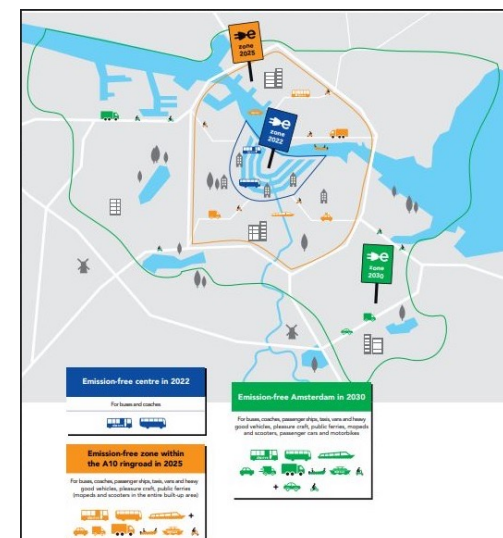 e
zone
2025
e
zone
2022
e
zone
2030
Emission-free centre in 2022
For buses and coaches
Emission-free Amsterdam in 2030
For buses, coaches, passenger ships, taxis, vans and heavy
good vehicles, pleasure craft, public ferries, mopeds
and scooters, passenger cars and motorbikes
+
Emission-free zone within
the A10 ringroad in 2025
For buses, coaches, passenger ships, taxis, vans and heavy
good vehicles, pleasure craft, public ferries
(mopeds and scooters in the entire built-up area)
+